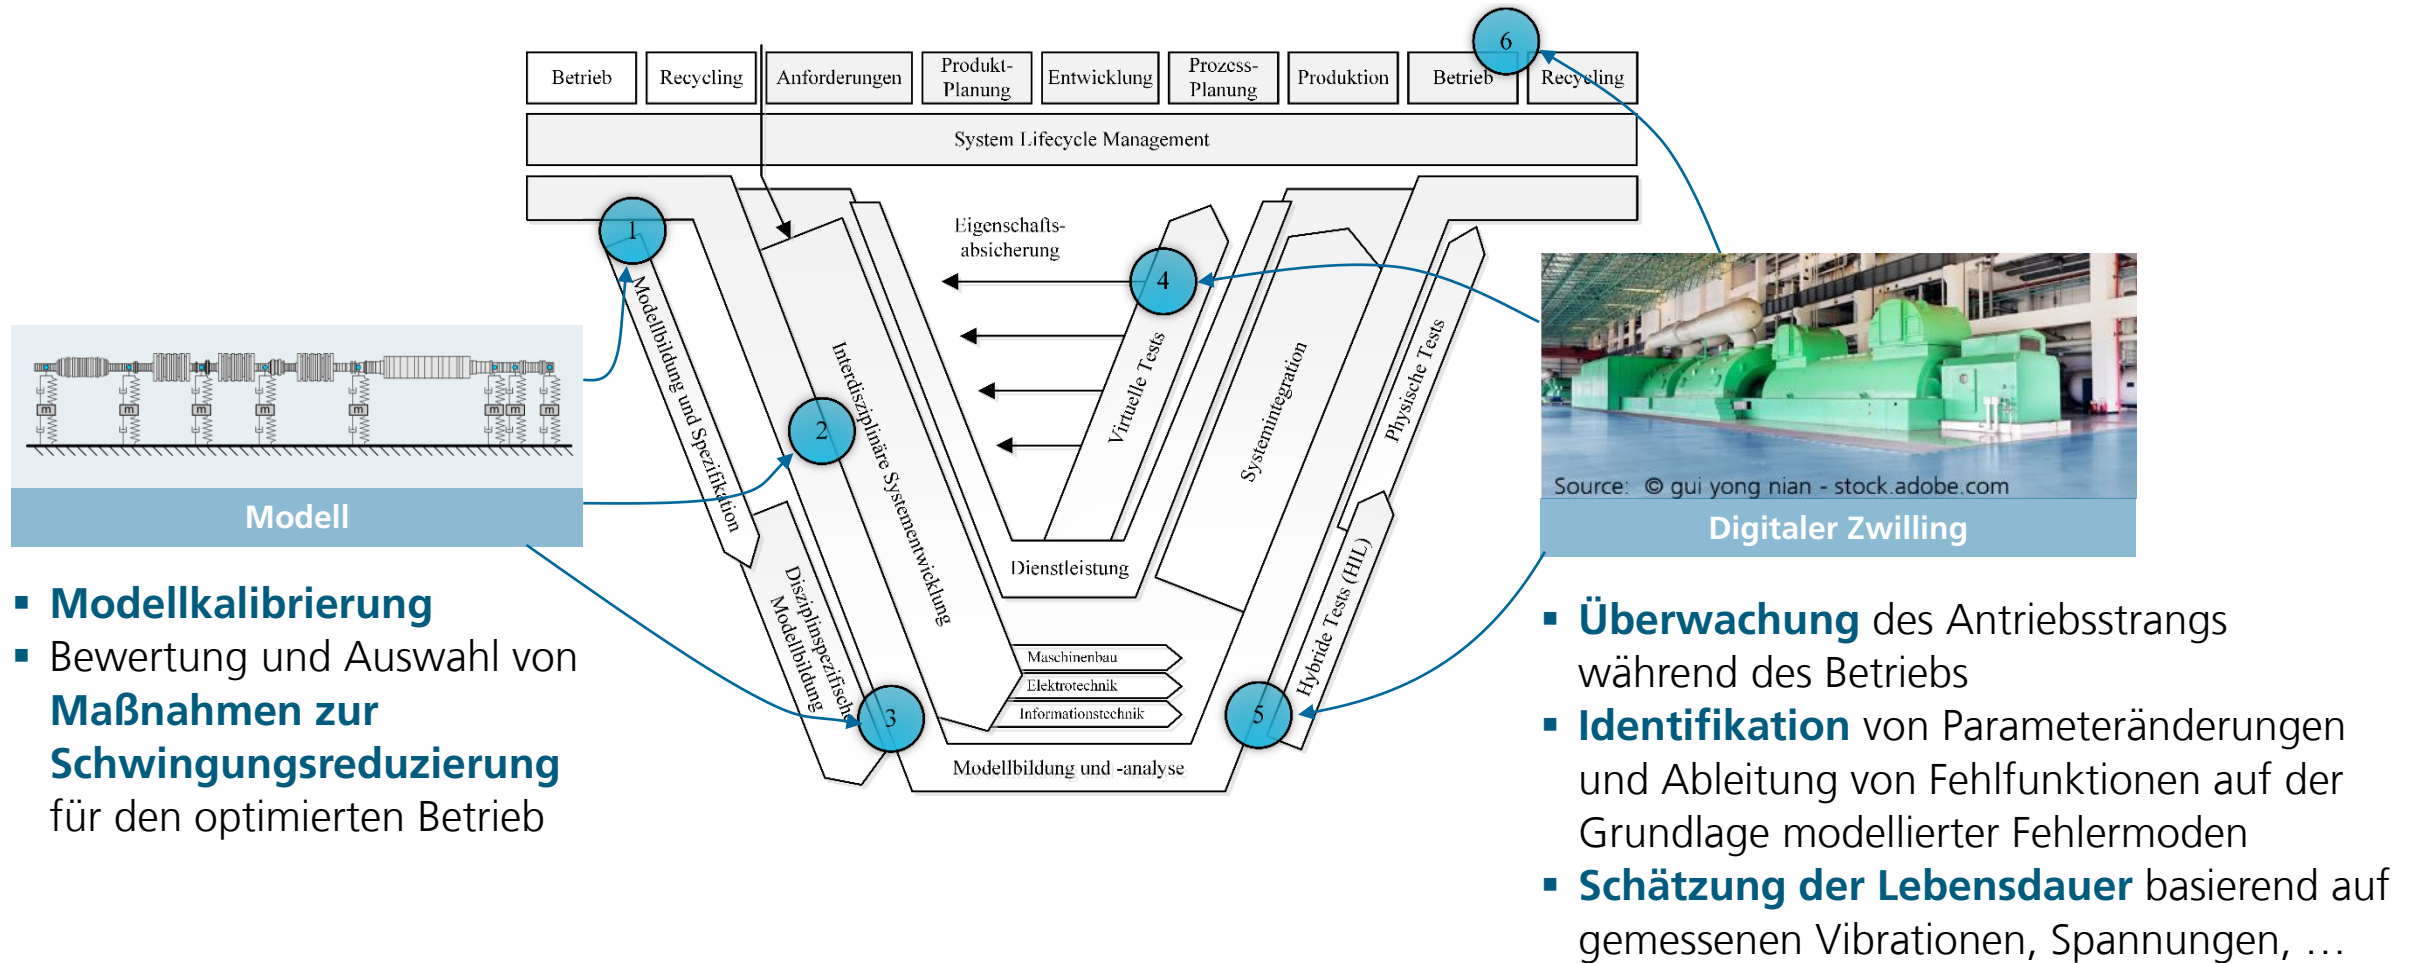 6
Betrieb
Recycling
Anforderungen
Produkt-
Planung
Entwicklung
Prozess-
Planung
Produktion
Betrieb
Recycling
System Lifecycle Management
1
Eigenschafts-
absicherung
4
Modellbildung und Spezifikation
Interdisziplinäre Systementwicklung
Virtuelle Tests
Systemintegration
Physische Tests
2
m
m
m
m
m
m
m
m
Modell
Source: © gui yong nian - stock.adobe.com
Digitaler Zwilling
Dienstleistung
Disziplinspezifische
Modellbildung
Hybride Tests (HIL)
Maschinenbau
Elektrotechnik
Informationstechnik
3
5
Modellbildung und -analyse
▪ Modellkalibrierung
▪ Bewertung und Auswahl von
Maßnahmen zur
Schwingungsreduzierung
für den optimierten Betrieb
▪ Überwachung des Antriebsstrangs
während des Betriebs
▪ Identifikation von Parameteränderungen
und Ableitung von Fehlfunktionen auf der
Grundlage modellierter Fehlermoden
▪ Schätzung der Lebensdauer basierend auf
gemessenen Vibrationen, Spannungen, …